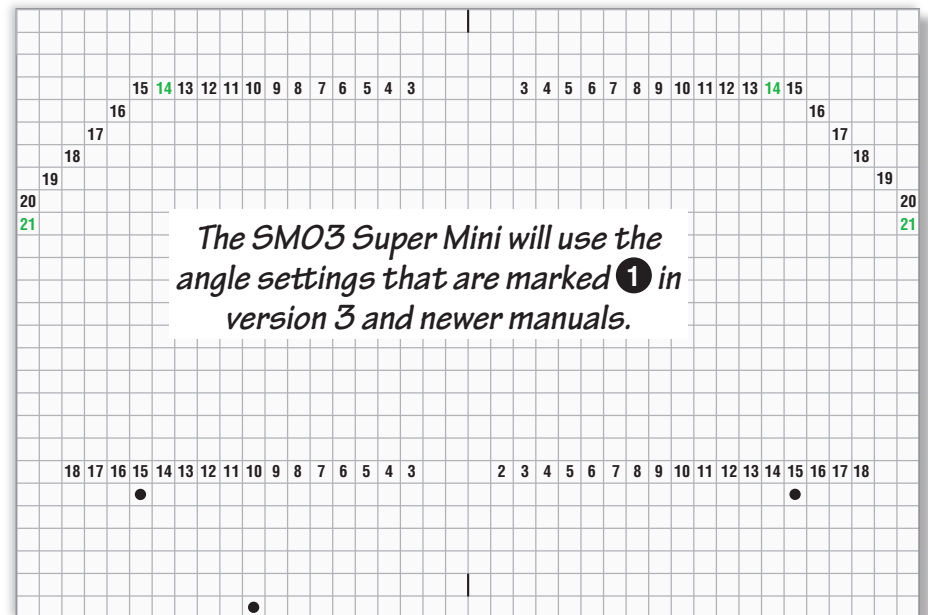 15 14 13 12 11 10 9 8 7 6 5 4 3 3 4 5 6 7 8 9 10 11 12 13 14 15
16 16
17 17
18 18
19 19
20 20
21 21
The SM03 Super Mini will use the
angle settings that are marked 1 in
version 3 and newer manuals.
18 17 16 15 14 13 12 11 10 9 8 7 6 5 4 3 2 3 4 5 6 7 8 9 10 11 12 13 14 15 16 17 18